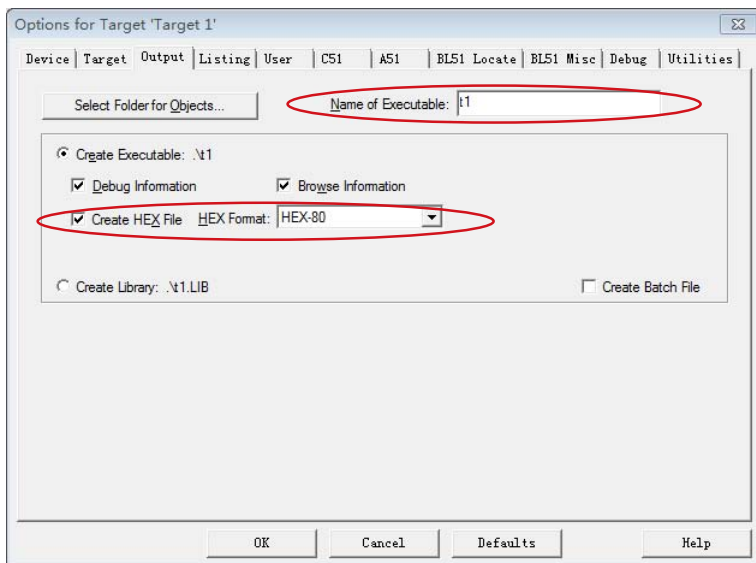 Options for Target 'Target 1'
Device Target Output Listing User C51 A51 BL51 Locate BL51 Misc Debug Utilities
Select Folder for Objects... Name of Executable: t1
Create Executable: .\t1
Debug Information Browse Information
Create HEX File HEX Format: HEX-80
Create Library: .\t1.LIB Create Batch File
OK Cancel Defaults Help